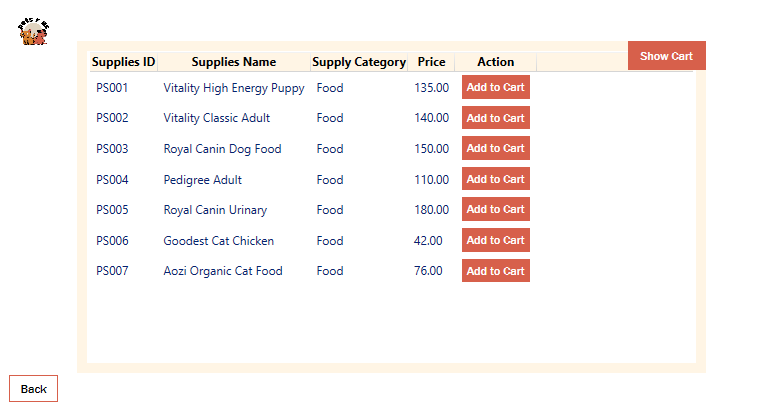 pets r us
Show Cart
Supplies ID Supplies Name Supply Category Price Action
PS001 Vitality High Energy Puppy Food 135.00 Add to Cart
PS002 Vitality Classic Adult Food 140.00 Add to Cart
PS003 Royal Canin Dog Food Food 150.00 Add to Cart
PS004 Pedigree Adult Food 110.00 Add to Cart
PS005 Royal Canin Urinary Food 180.00 Add to Cart
PS006 Goodest Cat Chicken Food 42.00 Add to Cart
PS007 Aozi Organic Cat Food Food 76.00 Add to Cart
Back